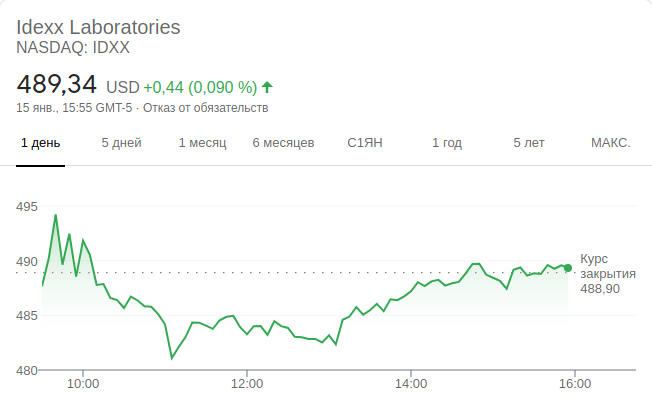 Idexx Laboratories
NASDAQ: IDXX
489,34 USD +0,44 (0,090 %)
15 янв., 15:55 GMT-5 · Отказ от обязательств
1 день 5 дней 1 месяц 6 месяцев С1ЯН 1 год 5 лет МАКС.
495
490
485
480
Курс
закрытия
488,90
10:00 12:00 14:00 16:00